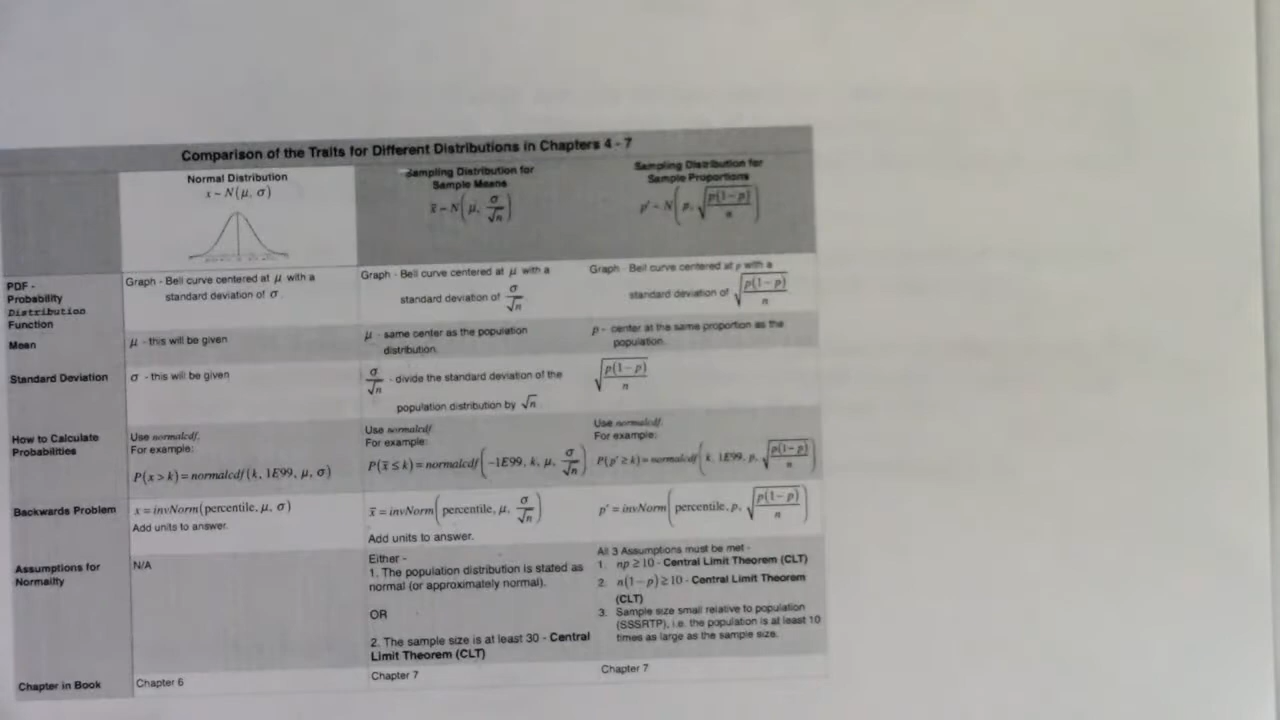 Comparison of the Traits for Different Distributions in Chapters 4 - 7
Normal Distribution
x ~ N(μ, σ)
Sampling Distribution for
Sample Means
x̄ ~ N(μ, σ/√n)
Sampling Distribution for
Sample Proportions
p' ~ N(p, √(p(1-p)/n))
PDF -
Probability
Distribution
Function
Graph - Bell curve centered at μ with a
standard deviation of σ.
Graph - Bell curve centered at μ with a
standard deviation of σ/√n
Graph - Bell curve centered at p with a
standard deviation of √(p(1-p)/n)
Mean
μ - this will be given
μ - same center as the population
distribution.
p - center at the same proportion as the
population.
Standard Deviation
σ - this will be given
σ/√n - divide the standard deviation of the
population distribution by √n.
√(p(1-p)/n)
How to Calculate
Probabilities
Use normalcdf.
For example:
P(x > k) = normalcdf(k, 1E99, μ, σ)
Use normalcdf.
For example:
P(x̄ ≤ k) = normalcdf(-1E99, k, μ, σ/√n)
Use normalcdf.
For example:
P(p' ≥ k) = normalcdf(k, 1E99, p, √(p(1-p)/n))
Backwards Problem
x = invNorm(percentile, μ, σ)
Add units to answer.
x̄ = invNorm(percentile, μ, σ/√n)
Add units to answer.
p' = invNorm(percentile, p, √(p(1-p)/n))
Assumptions for
Normality
N/A
Either -
1. The population distribution is stated as
normal (or approximately normal).
OR
2. The sample size is at least 30 - Central
Limit Theorem (CLT)
All 3 Assumptions must be met -
1. np ≥ 10 - Central Limit Theorem (CLT)
2. n(1-p) ≥ 10 - Central Limit Theorem
(CLT)
3. Sample size small relative to population
(SSSRTP), i.e. the population is at least 10
times as large as the sample size.
Chapter in Book
Chapter 6
Chapter 7
Chapter 7